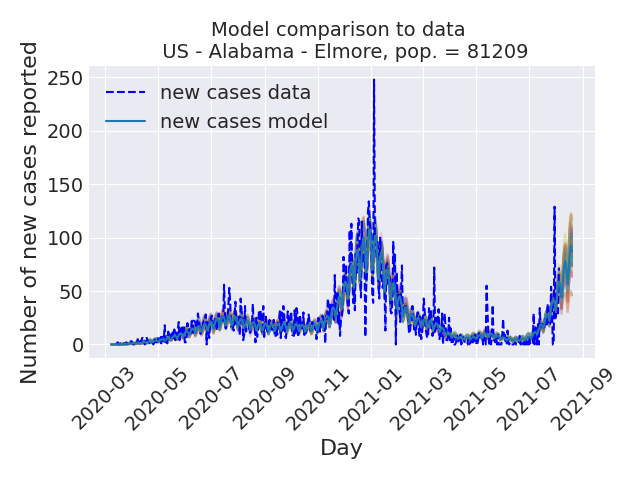 Model comparison to data
US - Alabama - Elmore, pop. = 81209
Number of new cases reported
250
200
150
100
50
0
new cases data
new cases model
2020-03
2020-05
2020-07
2020-09
2020-11
2021-01
2021-03
2021-05
2021-07
2021-09
Day